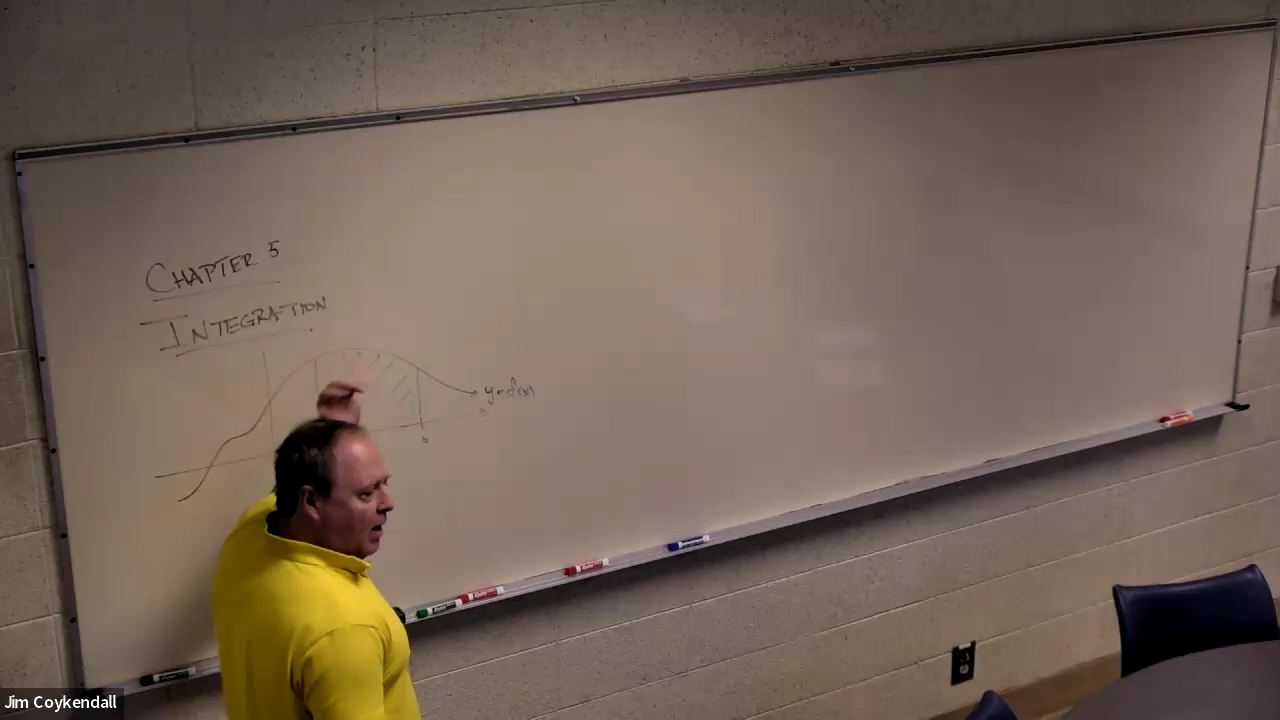 CHAPTER 5
INTEGRATION
y=f(x)
b
Jim Coykendall